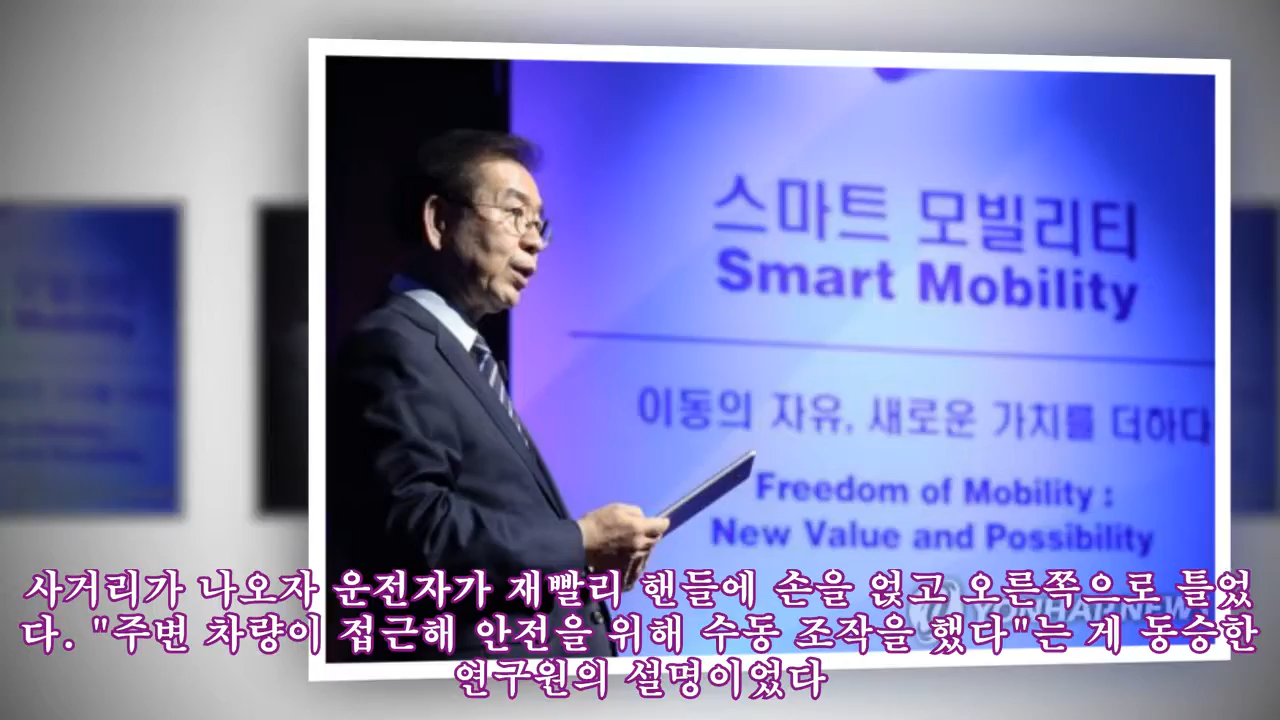 스마트 모빌리티
Smart Mobility
이동의 자유, 새로운 가치를 더하다
Freedom of Mobility :
New Value and Possibility
YONHAP NEWS
사거리가 나오자 운전자가 재빨리 핸들에 손을 얹고 오른쪽으로 틀었
다. "주변 차량이 접근해 안전을 위해 수동 조작을 했다"는 게 동승한
연구원의 설명이었다